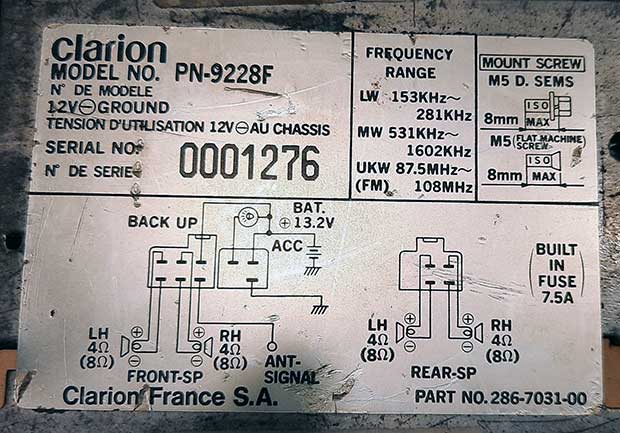 Clarion
MODEL NO. PN-9228F
N° DE MODELE
12V⊖GROUND
TENSION D'UTILISATION 12V⊖AU CHASSIS
SERIAL NO.
0001276
N° DE SERIE
FREQUENCY
RANGE
LW 153KHz~
281KHz
MW 531KHz~
1602KHz
UKW 87.5MHz~
(FM) 108MHz
MOUNT SCREW
M5 D. SEMS
ISO
8mm MAX
M5 (FLAT MACHINE SCREW)
ISO
8mm MAX
BACK UP
BAT.
⊕ 13.2V
ACC
LH
4Ω
(8Ω)
⊕
⊖
FRONT-SP
⊕
⊖
RH
4Ω
(8Ω)
ANT-
SIGNAL
LH
4Ω
(8Ω)
⊕
⊖
REAR-SP
⊕
⊖
RH
4Ω
(8Ω)
(BUILT
IN
FUSE
7.5A)
Clarion France S.A.
PART NO. 286-7031-00